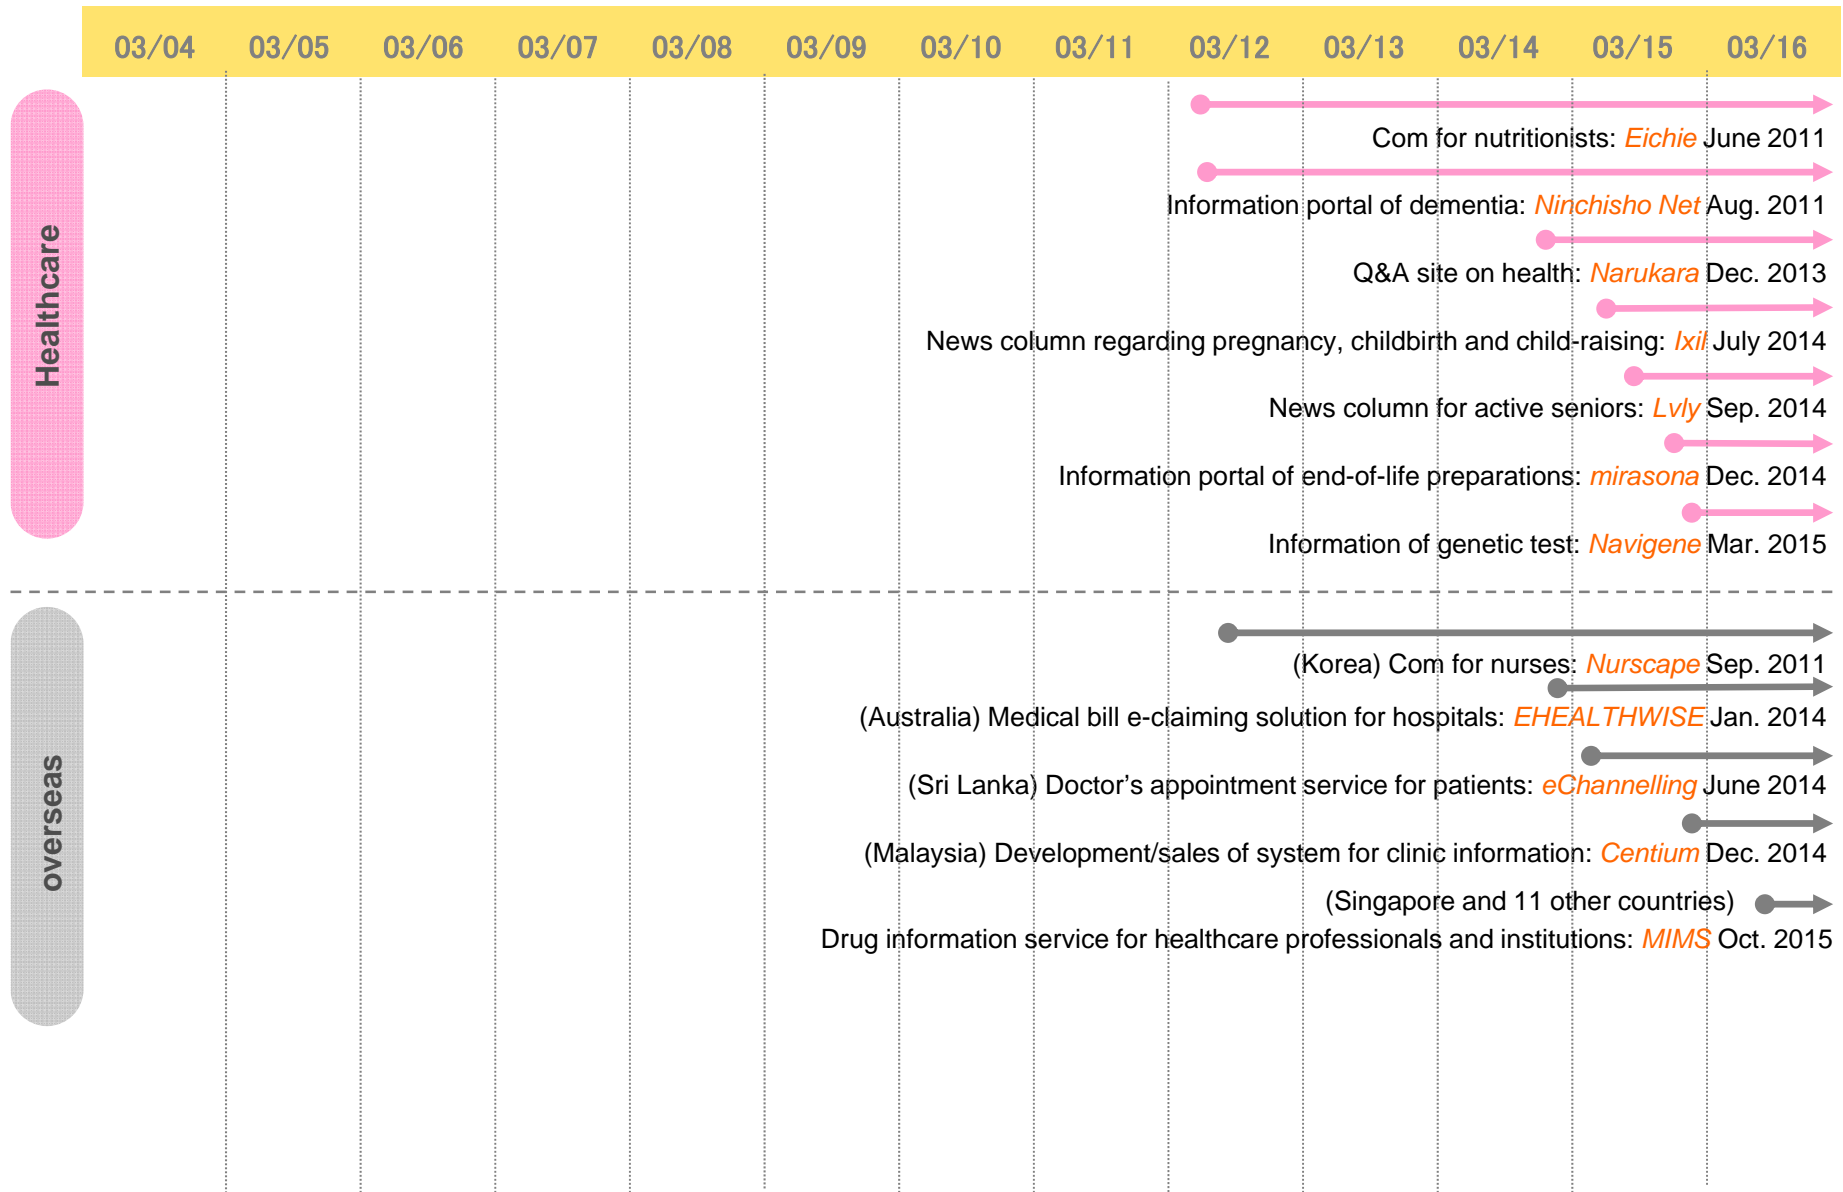 03/04 03/05 03/06 03/07 03/08 03/09 03/10 03/11 03/12 03/13 03/14 03/15 03/16
Healthcare
Com for nutritionists: Eichie June 2011
Information portal of dementia: Ninchisho Net Aug. 2011
Q&A site on health: Narukara Dec. 2013
News column regarding pregnancy, childbirth and child-raising: Ixil July 2014
News column for active seniors: Lvly Sep. 2014
Information portal of end-of-life preparations: mirasona Dec. 2014
Information of genetic test: Navigene Mar. 2015
overseas
(Korea) Com for nurses: Nurscape Sep. 2011
(Australia) Medical bill e-claiming solution for hospitals: EHEALTHWISE Jan. 2014
(Sri Lanka) Doctor’s appointment service for patients: eChannelling June 2014
(Malaysia) Development/sales of system for clinic information: Centium Dec. 2014
(Singapore and 11 other countries)
Drug information service for healthcare professionals and institutions: MIMS Oct. 2015